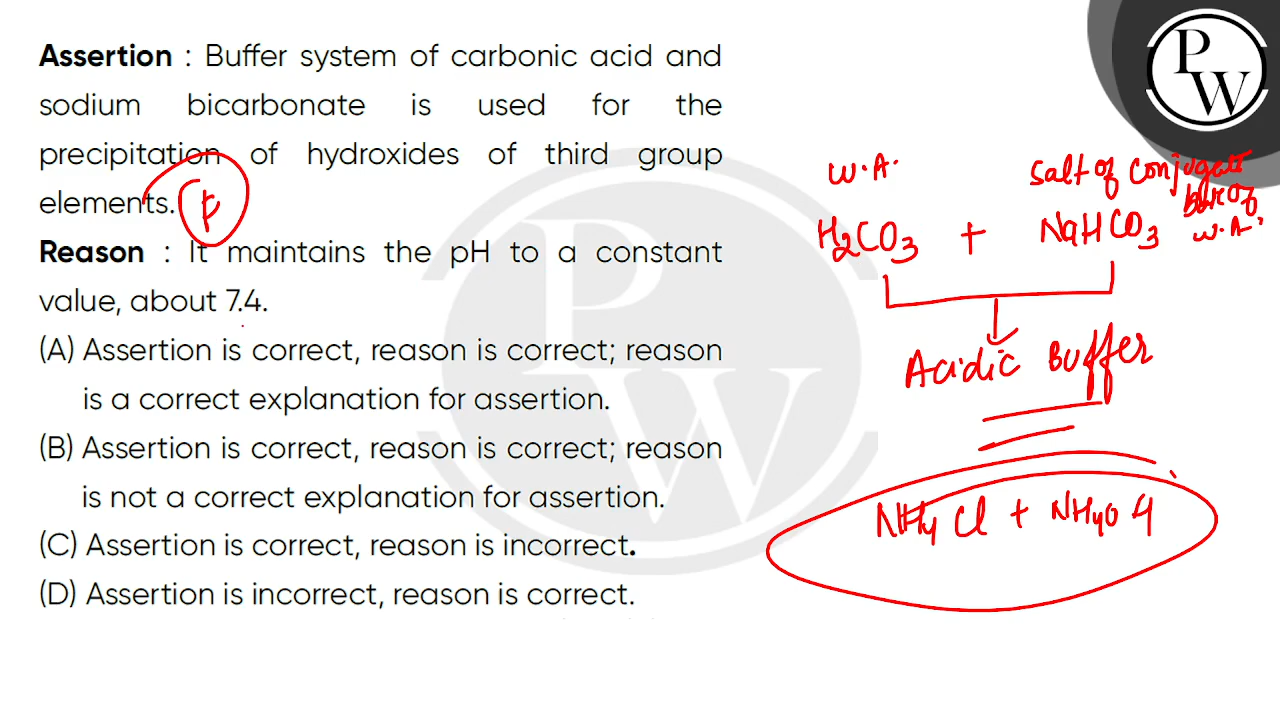 Assertion : Buffer system of carbonic acid and
sodium bicarbonate is used for the
precipitation of hydroxides of third group
elements.
F
Reason : It maintains the pH to a constant
value, about 7.4.
(A) Assertion is correct, reason is correct; reason
is a correct explanation for assertion.
(B) Assertion is correct, reason is correct; reason
is not a correct explanation for assertion.
(C) Assertion is correct, reason is incorrect.
(D) Assertion is incorrect, reason is correct.
PW
W.A.
Salt of conjugate
base of
W.A.
H2CO3 + NaHCO3
Acidic Buffer
NH4Cl + NH4OH
PW